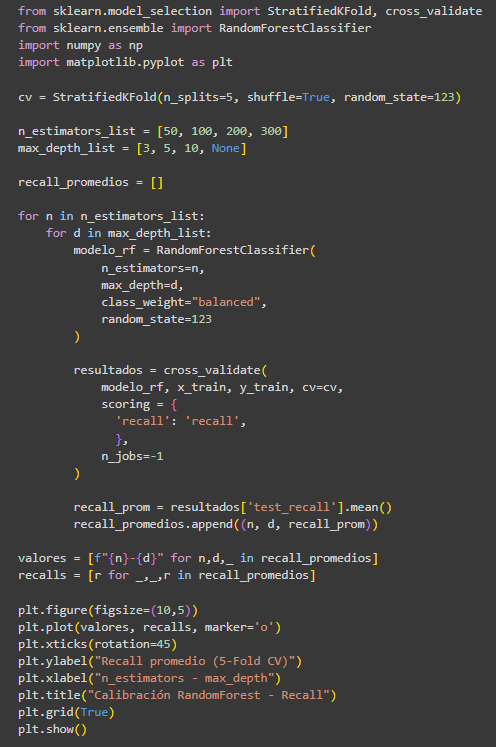 from sklearn.model_selection import StratifiedKFold, cross_validate
from sklearn.ensemble import RandomForestClassifier
import numpy as np
import matplotlib.pyplot as plt

cv = StratifiedKFold(n_splits=5, shuffle=True, random_state=123)

n_estimators_list = [50, 100, 200, 300]
max_depth_list = [3, 5, 10, None]

recall_promedios = []

for n in n_estimators_list:
    for d in max_depth_list:
        modelo_rf = RandomForestClassifier(
            n_estimators=n,
            max_depth=d,
            class_weight="balanced",
            random_state=123
        )

        resultados = cross_validate(
            modelo_rf, x_train, y_train, cv=cv,
            scoring = {
              'recall': 'recall',
              },
            n_jobs=-1
        )

        recall_prom = resultados['test_recall'].mean()
        recall_promedios.append((n, d, recall_prom))

valores = [f"{n}-{d}" for n,d,_ in recall_promedios]
recalls = [r for _,_,r in recall_promedios]

plt.figure(figsize=(10,5))
plt.plot(valores, recalls, marker='o')
plt.xticks(rotation=45)
plt.ylabel("Recall promedio (5-Fold CV)")
plt.xlabel("n_estimators - max_depth")
plt.title("Calibración RandomForest - Recall")
plt.grid(True)
plt.show()